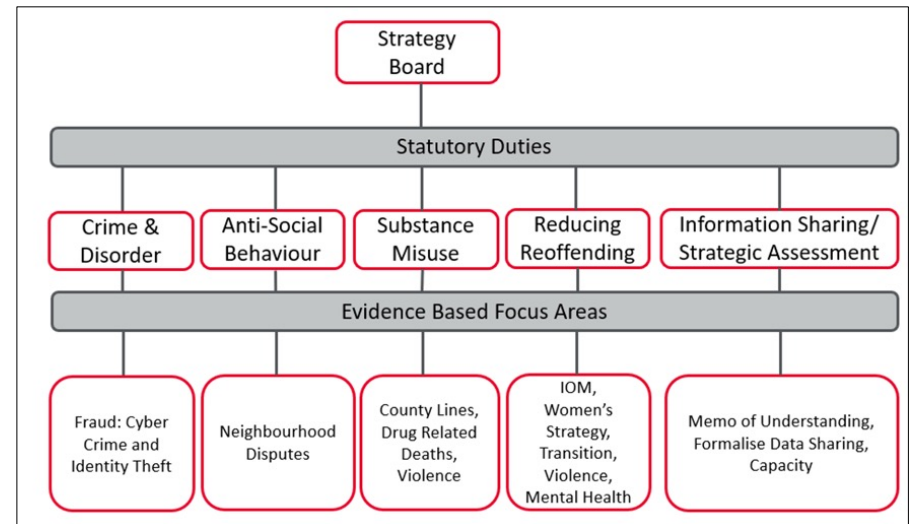 Strategy
Board
Statutory Duties
Crime &
Disorder
Anti-Social
Behaviour
Substance
Misuse
Reducing
Reoffending
Information Sharing/
Strategic Assessment
Evidence Based Focus Areas
Fraud: Cyber
Crime and
Identity Theft
Neighbourhood
Disputes
County Lines,
Drug Related
Deaths,
Violence
IOM,
Women's
Strategy,
Transition,
Violence,
Mental Health
Memo of Understanding,
Formalise Data Sharing,
Capacity